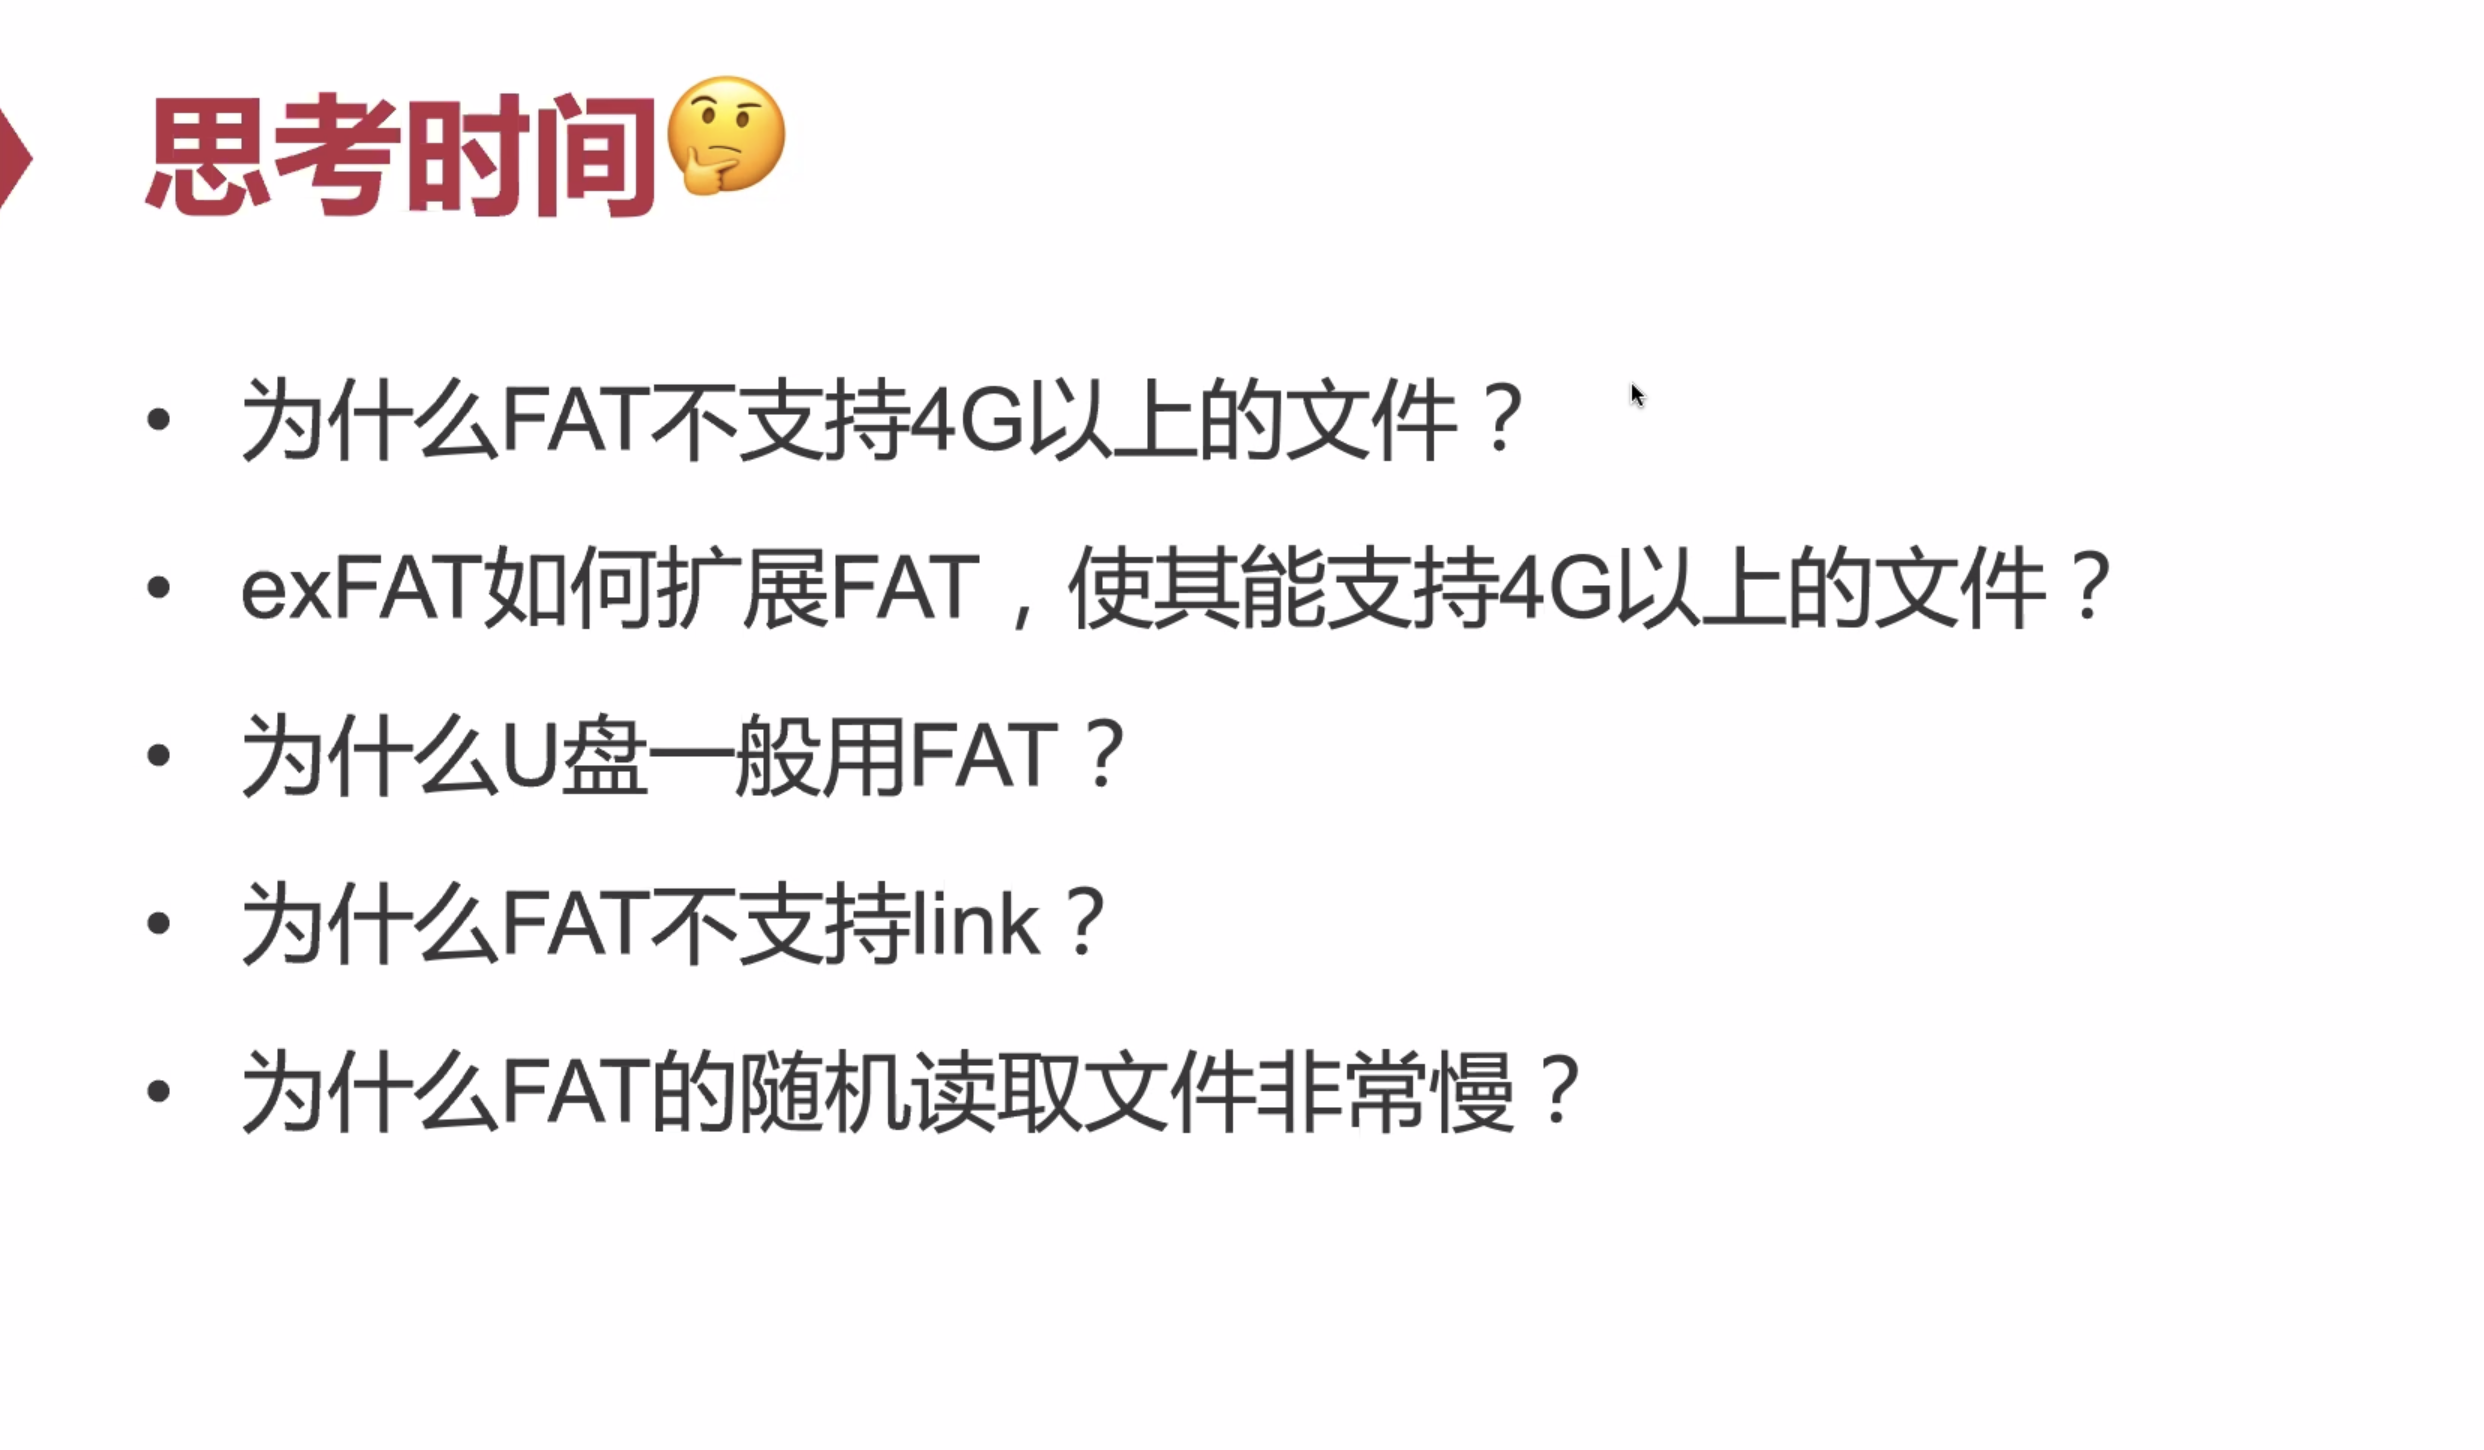 思考时间🤔
• 为什么FAT不支持4G以上的文件？
• exFAT如何扩展FAT，使其能支持4G以上的文件？
• 为什么U盘一般用FAT？
• 为什么FAT不支持link？
• 为什么FAT的随机读取文件非常慢？